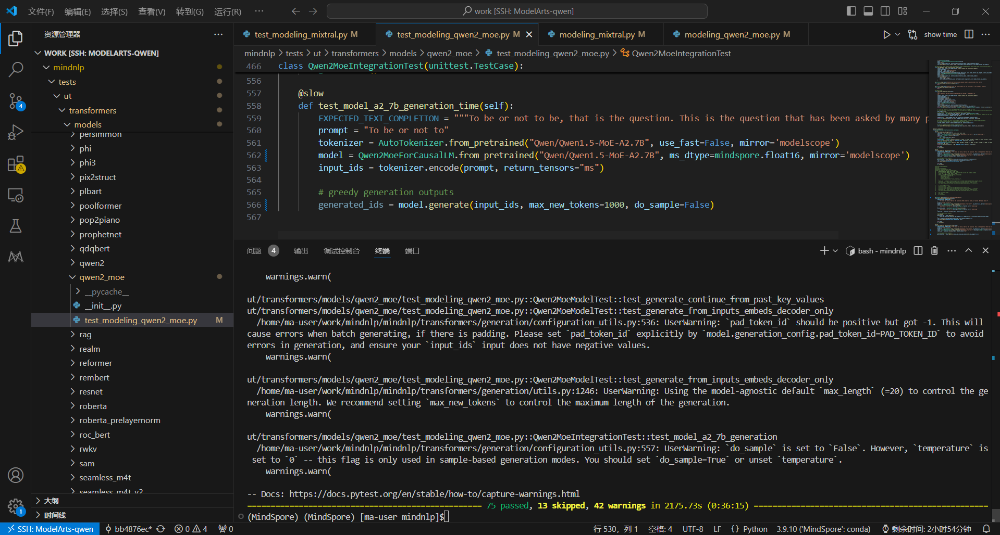 文件(F) 编辑(E) 选择(S) 查看(V) 转到(G) 运行(R) ··· work [SSH: ModelArts-qwen]
资源管理器 ···
test_modeling_mixtral.py M test_modeling_qwen2_moe.py M modeling_mixtral.py M modeling_qwen2_moe.py M show time ···
WORK [SSH: MODELARTS-QWEN]
mindnlp
tests
ut
transformers
models
persimmon
phi
phi3
pix2struct
plbart
poolformer
pop2piano
prophetnet
qdqbert
qwen2
qwen2_moe
__pycache__
__init__.py
test_modeling_qwen2_moe.py M
rag
realm
reformer
rembert
resnet
roberta
roberta_prelayernorm
roc_bert
rwkv
sam
seamless_m4t
seamless_m4t_v2
大纲
时间线
4
1
mindnlp > tests > ut > transformers > models > qwen2_moe > test_modeling_qwen2_moe.py > Qwen2MoeIntegrationTest
466 class Qwen2MoeIntegrationTest(unittest.TestCase):
556
557 @slow
558 def test_model_a2_7b_generation_time(self):
559 EXPECTED_TEXT_COMPLETION = """To be or not to be, that is the question. This is the question that has been asked by many p
560 prompt = "To be or not to"
561 tokenizer = AutoTokenizer.from_pretrained("Qwen/Qwen1.5-MoE-A2.7B", use_fast=False, mirror='modelscope')
562 model = Qwen2MoeForCausalLM.from_pretrained("Qwen/Qwen1.5-MoE-A2.7B", ms_dtype=mindspore.float16, mirror='modelscope')
563 input_ids = tokenizer.encode(prompt, return_tensors="ms")
564
565 # greedy generation outputs
566 generated_ids = model.generate(input_ids, max_new_tokens=1000, do_sample=False)
567
问题 4 输出 调试控制台 终端 端口 bash - mindnlp ···
warnings.warn(
ut/transformers/models/qwen2_moe/test_modeling_qwen2_moe.py::Qwen2MoeModelTest::test_generate_continue_from_past_key_values
ut/transformers/models/qwen2_moe/test_modeling_qwen2_moe.py::Qwen2MoeModelTest::test_generate_from_inputs_embeds_decoder_only
/home/ma-user/work/mindnlp/mindnlp/transformers/generation/configuration_utils.py:536: UserWarning: `pad_token_id` should be positive but got -1. This will
cause errors when batch generating, if there is padding. Please set `pad_token_id` explicitly by `model.generation_config.pad_token_id=PAD_TOKEN_ID` to avoid
errors in generation, and ensure your `input_ids` input does not have negative values.
warnings.warn(
ut/transformers/models/qwen2_moe/test_modeling_qwen2_moe.py::Qwen2MoeModelTest::test_generate_from_inputs_embeds_decoder_only
/home/ma-user/work/mindnlp/mindnlp/transformers/generation/utils.py:1246: UserWarning: Using the model-agnostic default `max_length` (=20) to control the ge
neration length. We recommend setting `max_new_tokens` to control the maximum length of the generation.
warnings.warn(
ut/transformers/models/qwen2_moe/test_modeling_qwen2_moe.py::Qwen2MoeIntegrationTest::test_model_a2_7b_generation
/home/ma-user/work/mindnlp/mindnlp/transformers/generation/configuration_utils.py:557: UserWarning: `do_sample` is set to `False`. However, `temperature` is
set to `0` -- this flag is only used in sample-based generation modes. You should set `do_sample=True` or unset `temperature`.
warnings.warn(
-- Docs: https://docs.pytest.org/en/stable/how-to/capture-warnings.html
================================================== 75 passed, 13 skipped, 42 warnings in 2175.73s (0:36:15) ==================================================
(MindSpore) (MindSpore) [ma-user mindnlp]$
SSH: ModelArts-qwen bb4876ec* 0 4 0 行 530，列 1 空格: 4 UTF-8 LF {} Python 3.9.10 ('MindSpore': conda) 剩余时间: 2小时54分钟